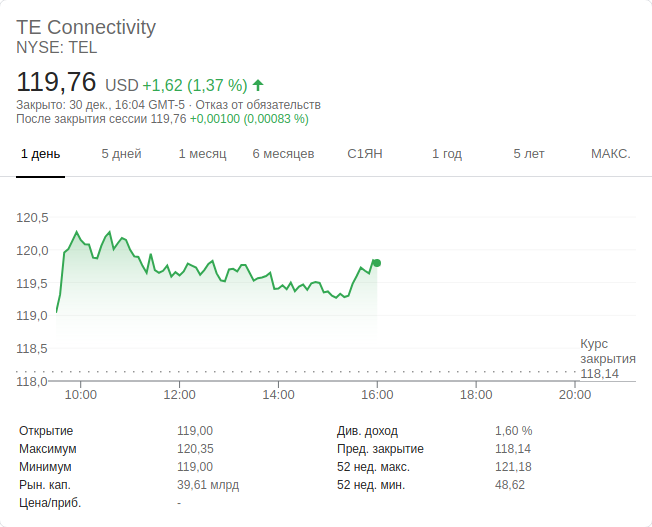 TE Connectivity
NYSE: TEL
119,76 USD +1,62 (1,37 %)
Закрыто: 30 дек., 16:04 GMT-5 · Отказ от обязательств
После закрытия сессии 119,76 +0,00100 (0,00083 %)
1 день 5 дней 1 месяц 6 месяцев С1ЯН 1 год 5 лет МАКС.
120,5
120,0
119,5
119,0
118,5
118,0
Курс
закрытия
118,14
10:00 12:00 14:00 16:00 18:00 20:00
Открытие 119,00 Див. доход 1,60 %
Максимум 120,35 Пред. закрытие 118,14
Минимум 119,00 52 нед. макс. 121,18
Рын. кап. 39,61 млрд 52 нед. мин. 48,62
Цена/приб. -